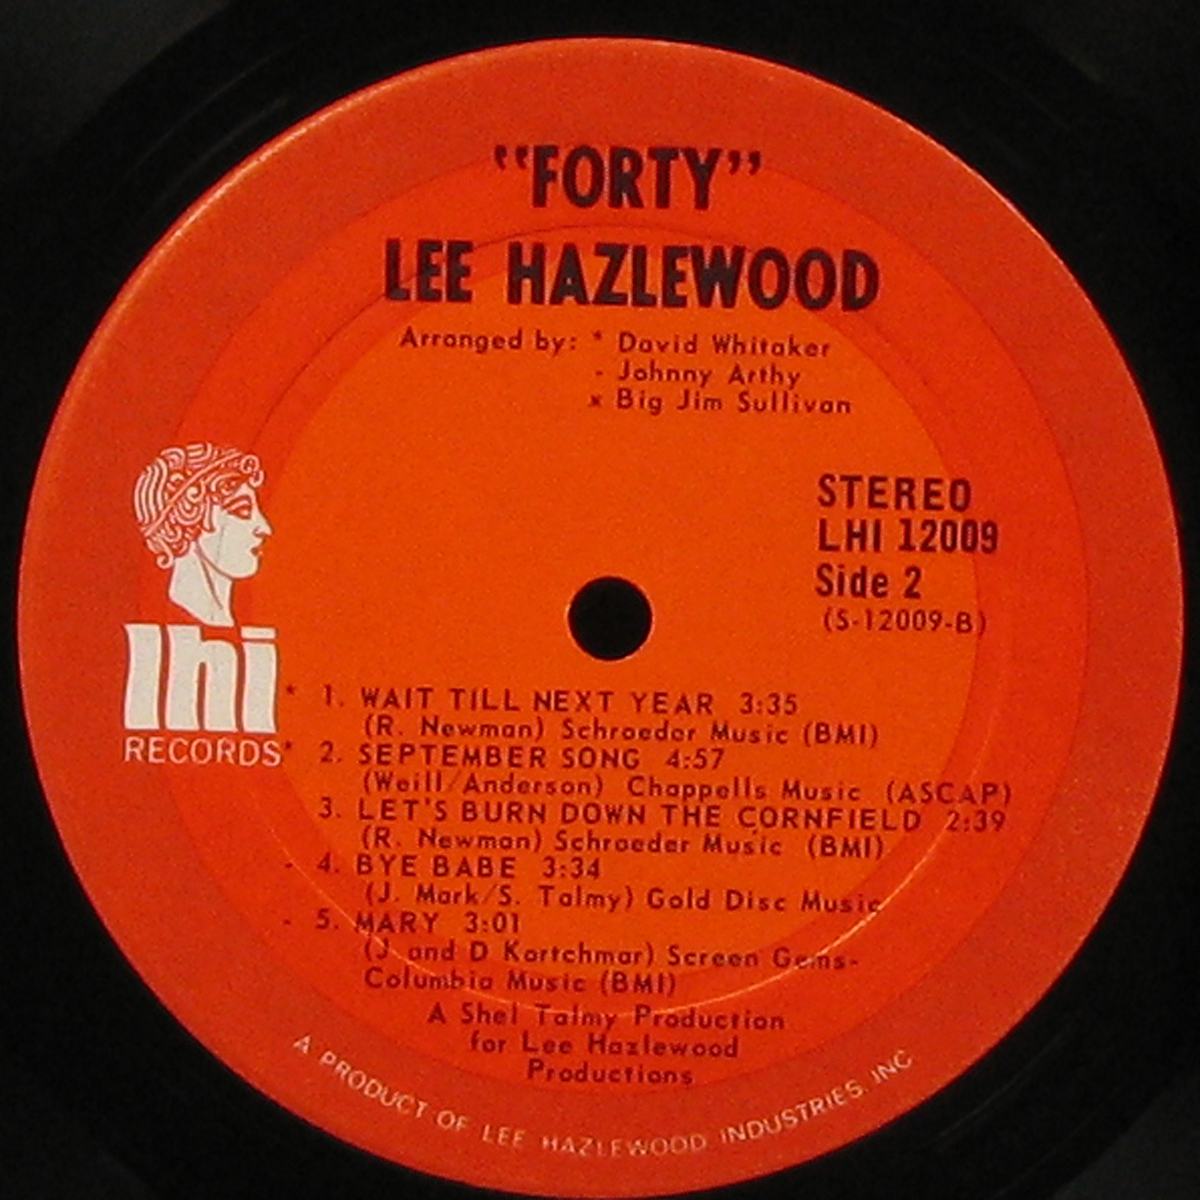 "FORTY"
LEE HAZLEWOOD
Arranged by: * David Whitaker
- Johnny Arthy
x Big Jim Sullivan
STEREO
LHI 12009
Side 2
(S-12009-B)
lhi
RECORDS
* 1. WAIT TILL NEXT YEAR 3:35
(R. Newman) Schroeder Music (BMI)
* 2. SEPTEMBER SONG 4:57
(Weill/Anderson) Chappells Music (ASCAP)
3. LET'S BURN DOWN THE CORNFIELD 2:39
(R. Newman) Schroeder Music (BMI)
- 4. BYE BABE 3:34
(J. Mark/S. Talmy) Gold Disc Music
- 5. MARY 3:01
(J and D Kortchmar) Screen Gems-
Columbia Music (BMI)
A Shel Talmy Production
for Lee Hazlewood
Productions
A PRODUCT OF LEE HAZLEWOOD INDUSTRIES, INC